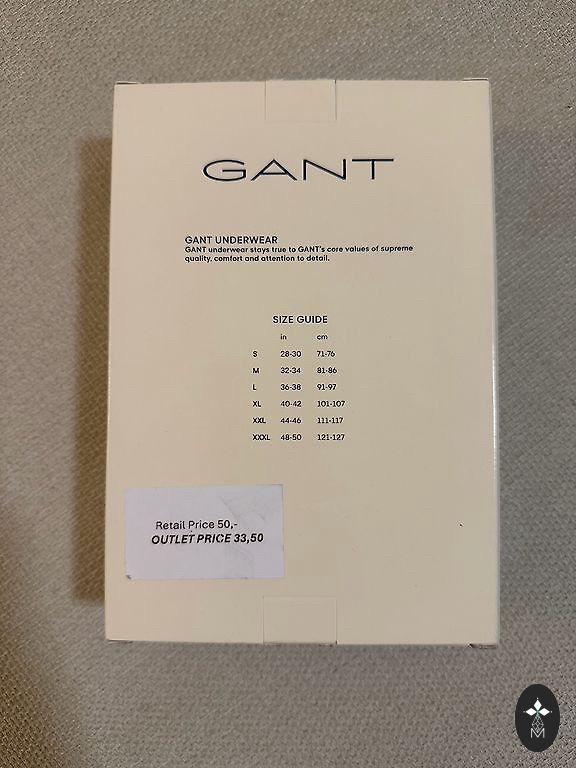 GANT
GANT UNDERWEAR
GANT underwear stays true to GANT's core values of supreme
quality, comfort and attention to detail.
SIZE GUIDE
in cm
S 28-30 71-76
M 32-34 81-86
L 36-38 91-97
XL 40-42 101-107
XXL 44-46 111-117
XXXL 48-50 121-127
Retail Price 50,-
OUTLET PRICE 33,50
M